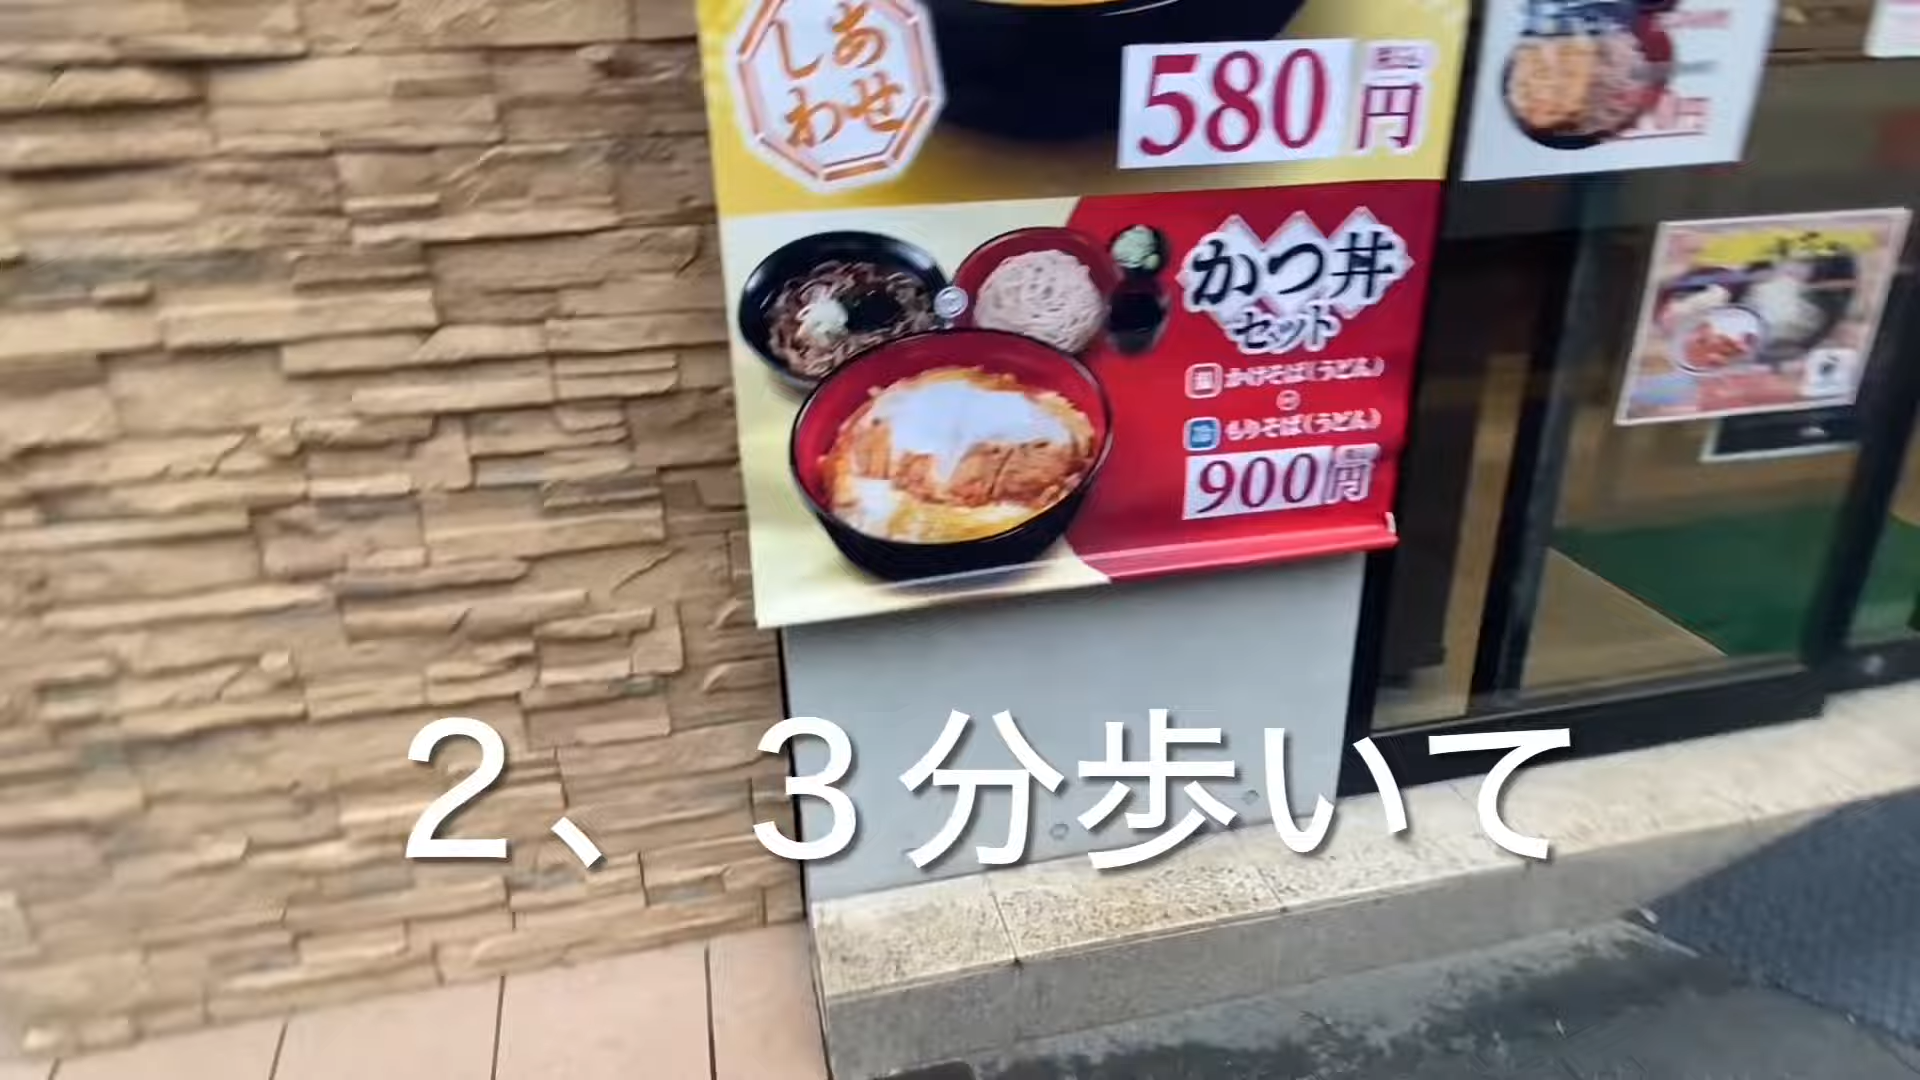 しあわせ
580円
かつ丼
セット
温 かけそば(うどん)
冷 もりそば(うどん)
900円
2、3分歩いて